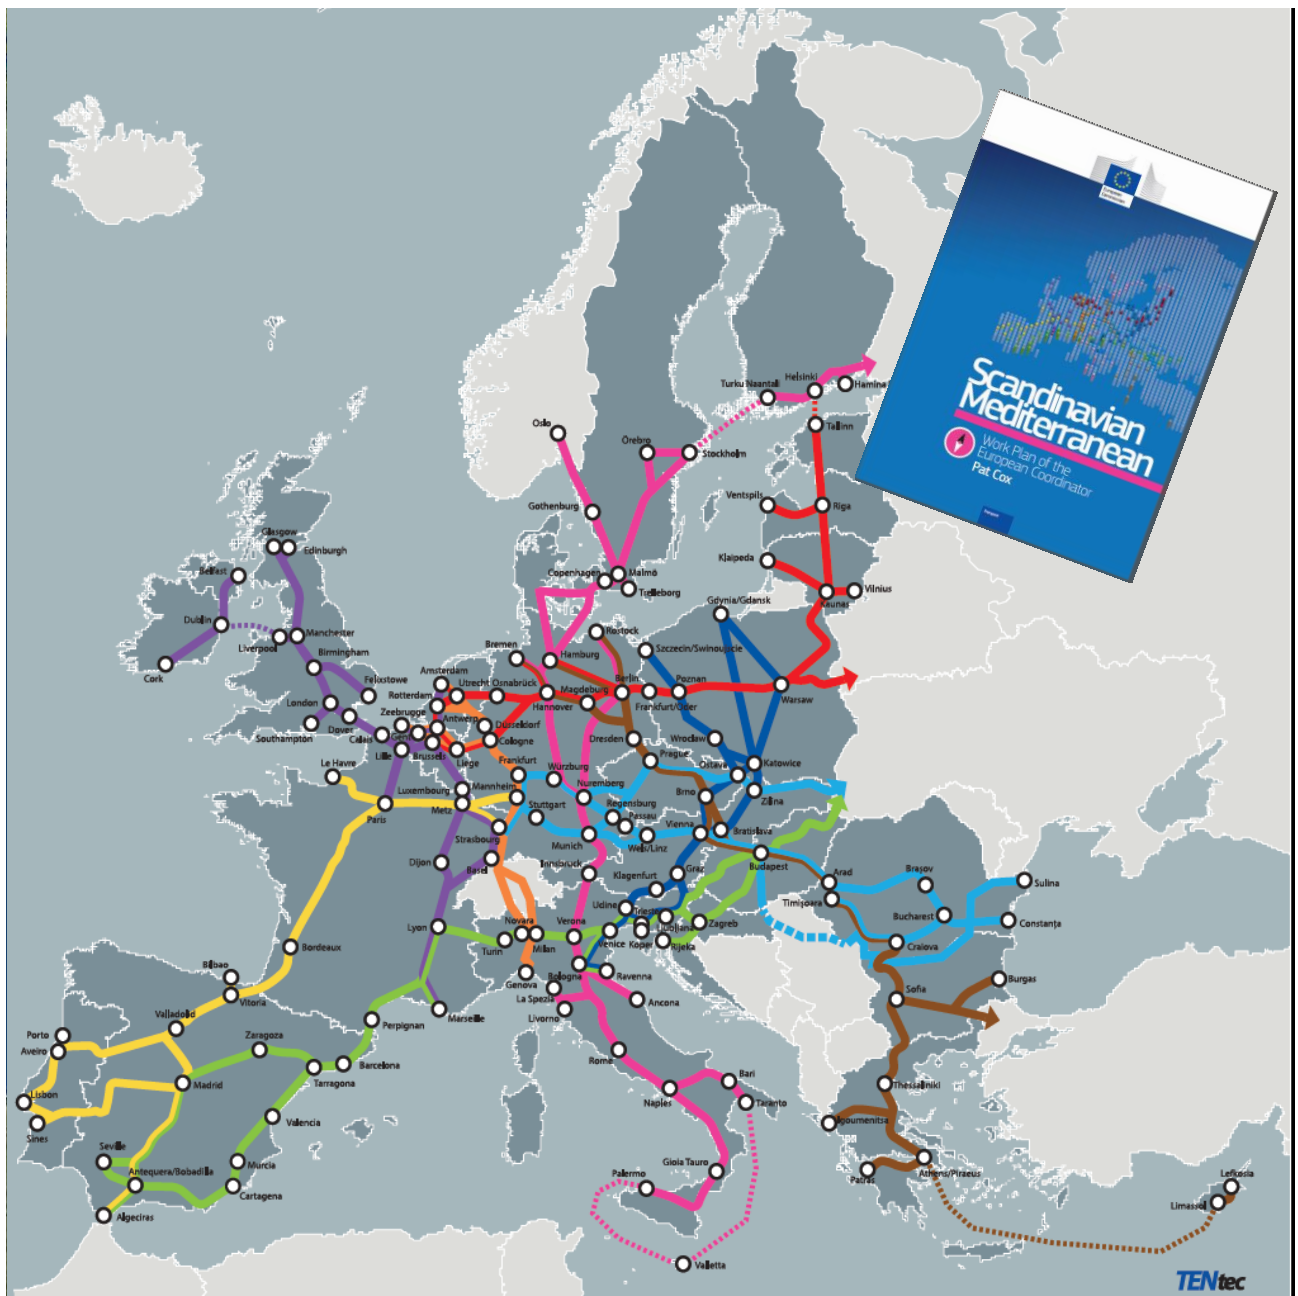 Scandinavian
Mediterranean
Work Plan of the
European Coordinator
Pat Cox
Turku Naantali
Helsinki
Hamina
Oslo
Örebro
Stockholm
Tallinn
Gothenburg
Ventspils
Riga
Glasgow
Edinburgh
Klaipeda
Belfast
Copenhagen
Malmö
Trelleborg
Kaunas
Vilnius
Gdynia/Gdansk
Dublin
Liverpool
Manchester
Rostock
Cork
Birmingham
Bremen
Hamburg
Szczecin/Swinoujscie
Felixstowe
Amsterdam
Utrecht
Osnabrück
Magdeburg
Berlin
Poznan
London
Rotterdam
Hannover
Frankfurt/Oder
Warsaw
Zeebrugge
Antwerp
Düsseldorf
Southampton
Dover
Calais
Cologne
Dresden
Wroclaw
Lille
Brussels
Liege
Prague
Le Havre
Frankfurt
Würzburg
Ostava
Katowice
Luxembourg
Mannheim
Nuremberg
Brno
Zilina
Paris
Metz
Stuttgart
Regensburg
Passau
Vienna
Bratislava
Strasbourg
Munich
Wels/Linz
Dijon
Basel
Innsbruck
Klagenfurt
Graz
Budapest
Arad
Braşov
Sulina
Udine
Timişoara
Lyon
Novara
Verona
Trieste
Ljubljana
Zagreb
Bucharest
Constanţa
Turin
Milan
Venice
Koper
Rijeka
Craiova
Bordeaux
Bilbao
Genova
Bologna
Ravenna
Burgas
Vitoria
La Spezia
Ancona
Sofia
Valladolid
Marseille
Livorno
Perpignan
Porto
Aveiro
Zaragoza
Barcelona
Rome
Madrid
Tarragona
Bari
Thessaliniki
Lisbon
Naples
Taranto
Sines
Valencia
Igoumenitsa
Seville
Antequera/Bobadilla
Murcia
Gioia Tauro
Palermo
Patras
Athens/Piraeus
Lefkosia
Cartagena
Limassol
Algeciras
Valletta
TENtec